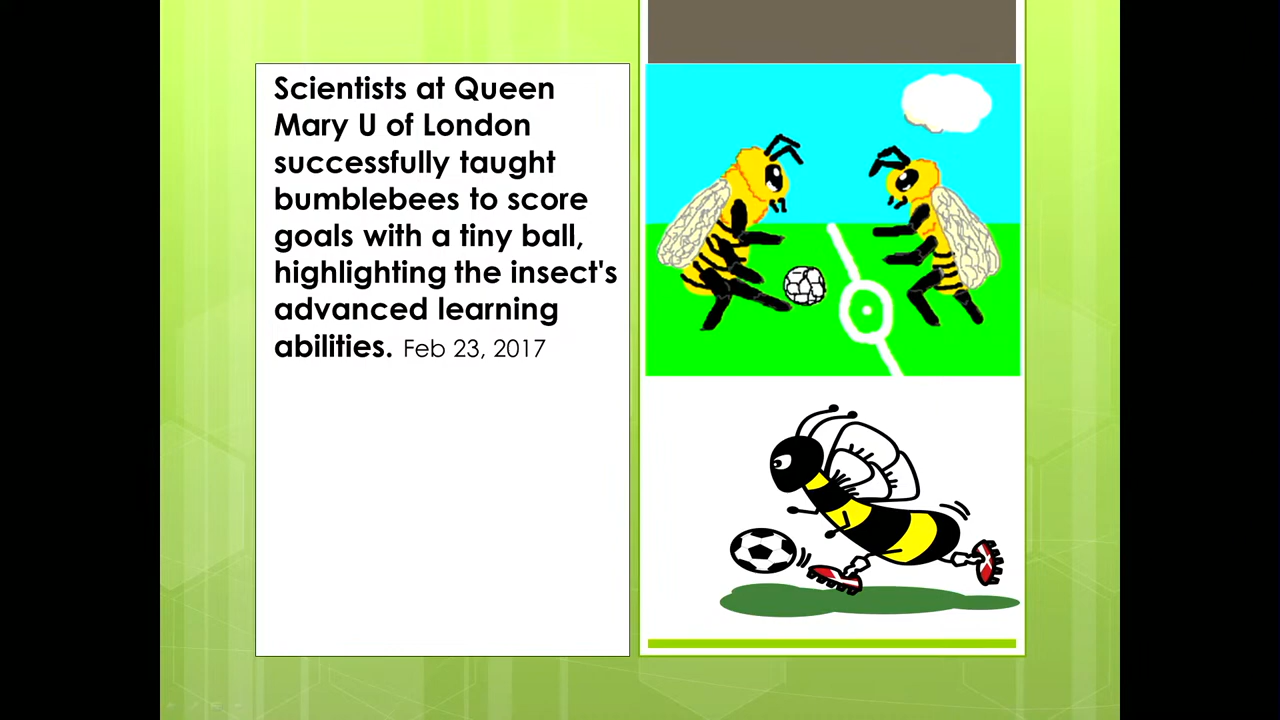 Scientists at Queen
Mary U of London
successfully taught
bumblebees to score
goals with a tiny ball,
highlighting the insect's
advanced learning
abilities. Feb 23, 2017